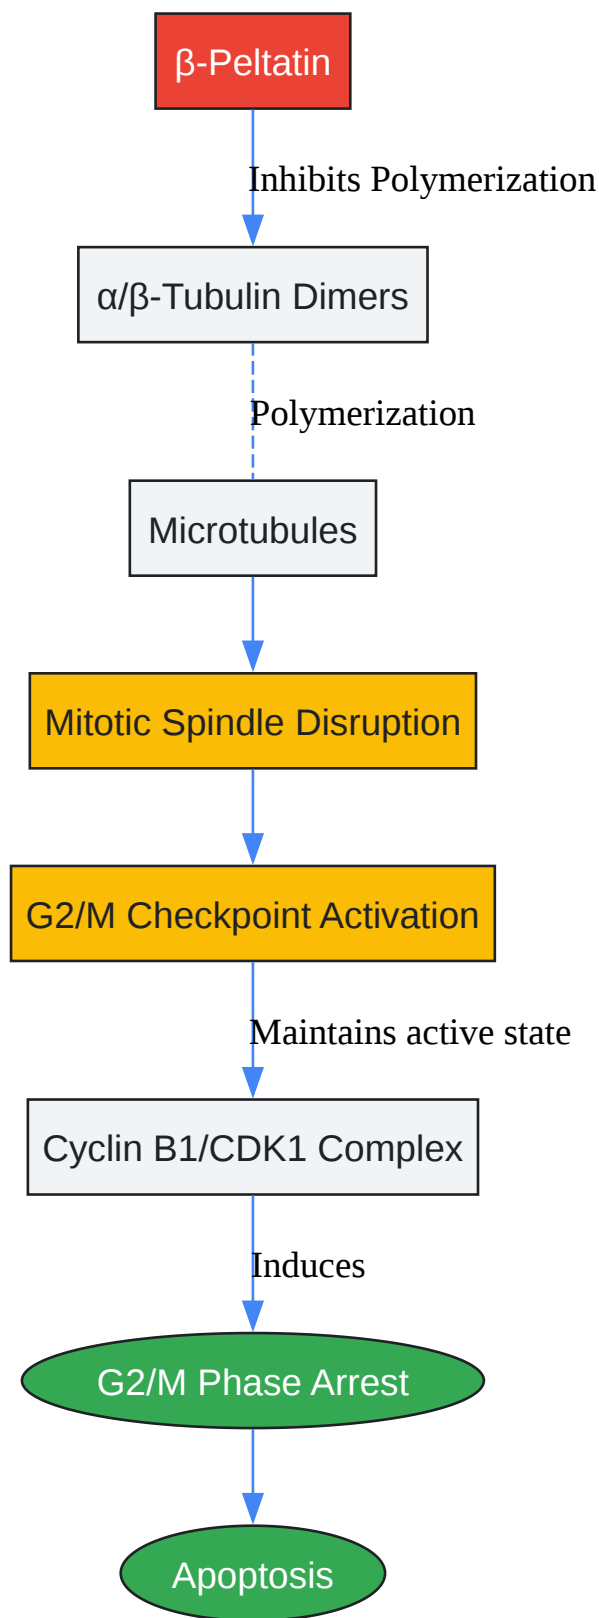 β-Peltatin
Inhibits Polymerization
α/β-Tubulin Dimers
Polymerization
Microtubules
Mitotic Spindle Disruption
G2/M Checkpoint Activation
Maintains active state
Cyclin B1/CDK1 Complex
Induces
G2/M Phase Arrest
Apoptosis